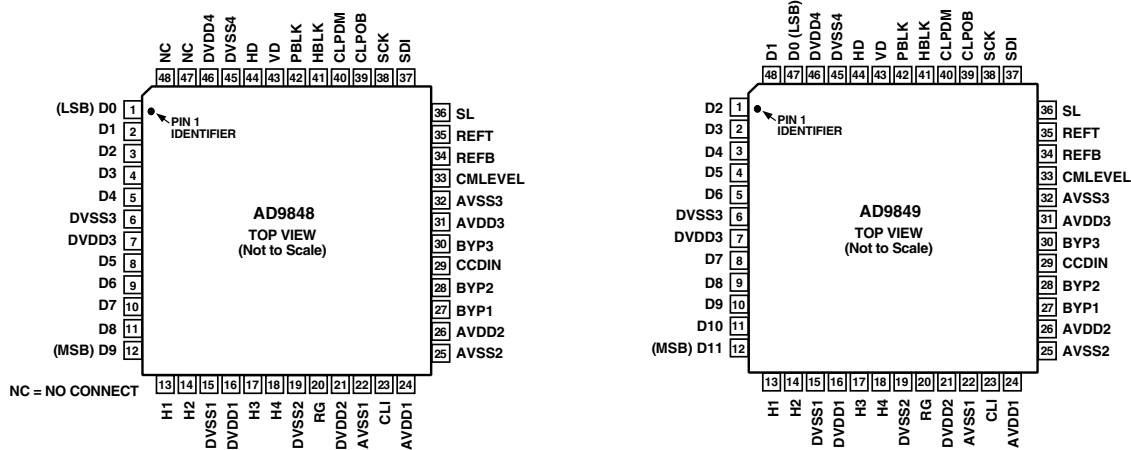 NC
NC
DVDD4
DVSS4
HD
VD
PBLK
HBLK
CLPDM
CLPOB
SCK
SDI
48 47 46 45 44 43 42 41 40 39 38 37
(LSB) D0 1
D1 2
D2 3
D3 4
D4 5
DVSS3 6
DVDD3 7
D5 8
D6 9
D7 10
D8 11
(MSB) D9 12
PIN 1
IDENTIFIER
AD9848
TOP VIEW
(Not to Scale)
36 SL
35 REFT
34 REFB
33 CMLEVEL
32 AVSS3
31 AVDD3
30 BYP3
29 CCDIN
28 BYP2
27 BYP1
26 AVDD2
25 AVSS2
13 14 15 16 17 18 19 20 21 22 23 24
H1
H2
DVSS1
DVDD1
H3
H4
DVSS2
RG
DVDD2
AVSS1
CLI
AVDD1
NC = NO CONNECT
D1
D0 (LSB)
DVDD4
DVSS4
HD
VD
PBLK
HBLK
CLPDM
CLPOB
SCK
SDI
48 47 46 45 44 43 42 41 40 39 38 37
D2 1
D3 2
D4 3
D5 4
D6 5
DVSS3 6
DVDD3 7
D7 8
D8 9
D9 10
D10 11
(MSB) D11 12
PIN 1
IDENTIFIER
AD9849
TOP VIEW
(Not to Scale)
36 SL
35 REFT
34 REFB
33 CMLEVEL
32 AVSS3
31 AVDD3
30 BYP3
29 CCDIN
28 BYP2
27 BYP1
26 AVDD2
25 AVSS2
13 14 15 16 17 18 19 20 21 22 23 24
H1
H2
DVSS1
DVDD1
H3
H4
DVSS2
RG
DVDD2
AVSS1
CLI
AVDD1